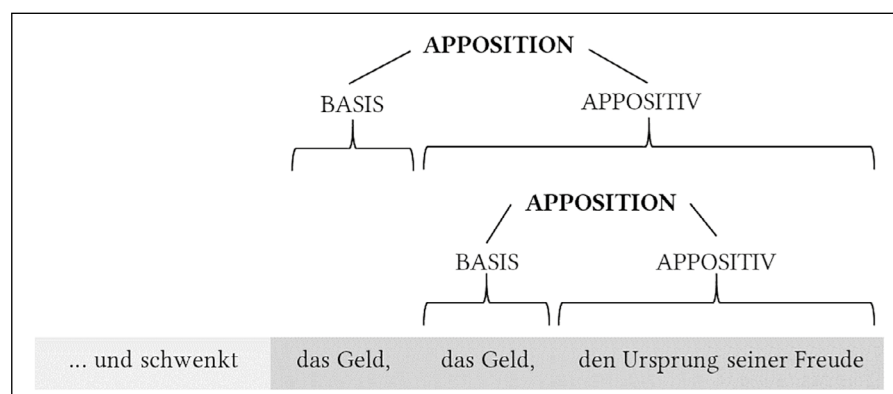 APPOSITION
BASIS APPOSITIV
APPOSITION
BASIS APPOSITIV
... und schwenkt das Geld, das Geld, den Ursprung seiner Freude